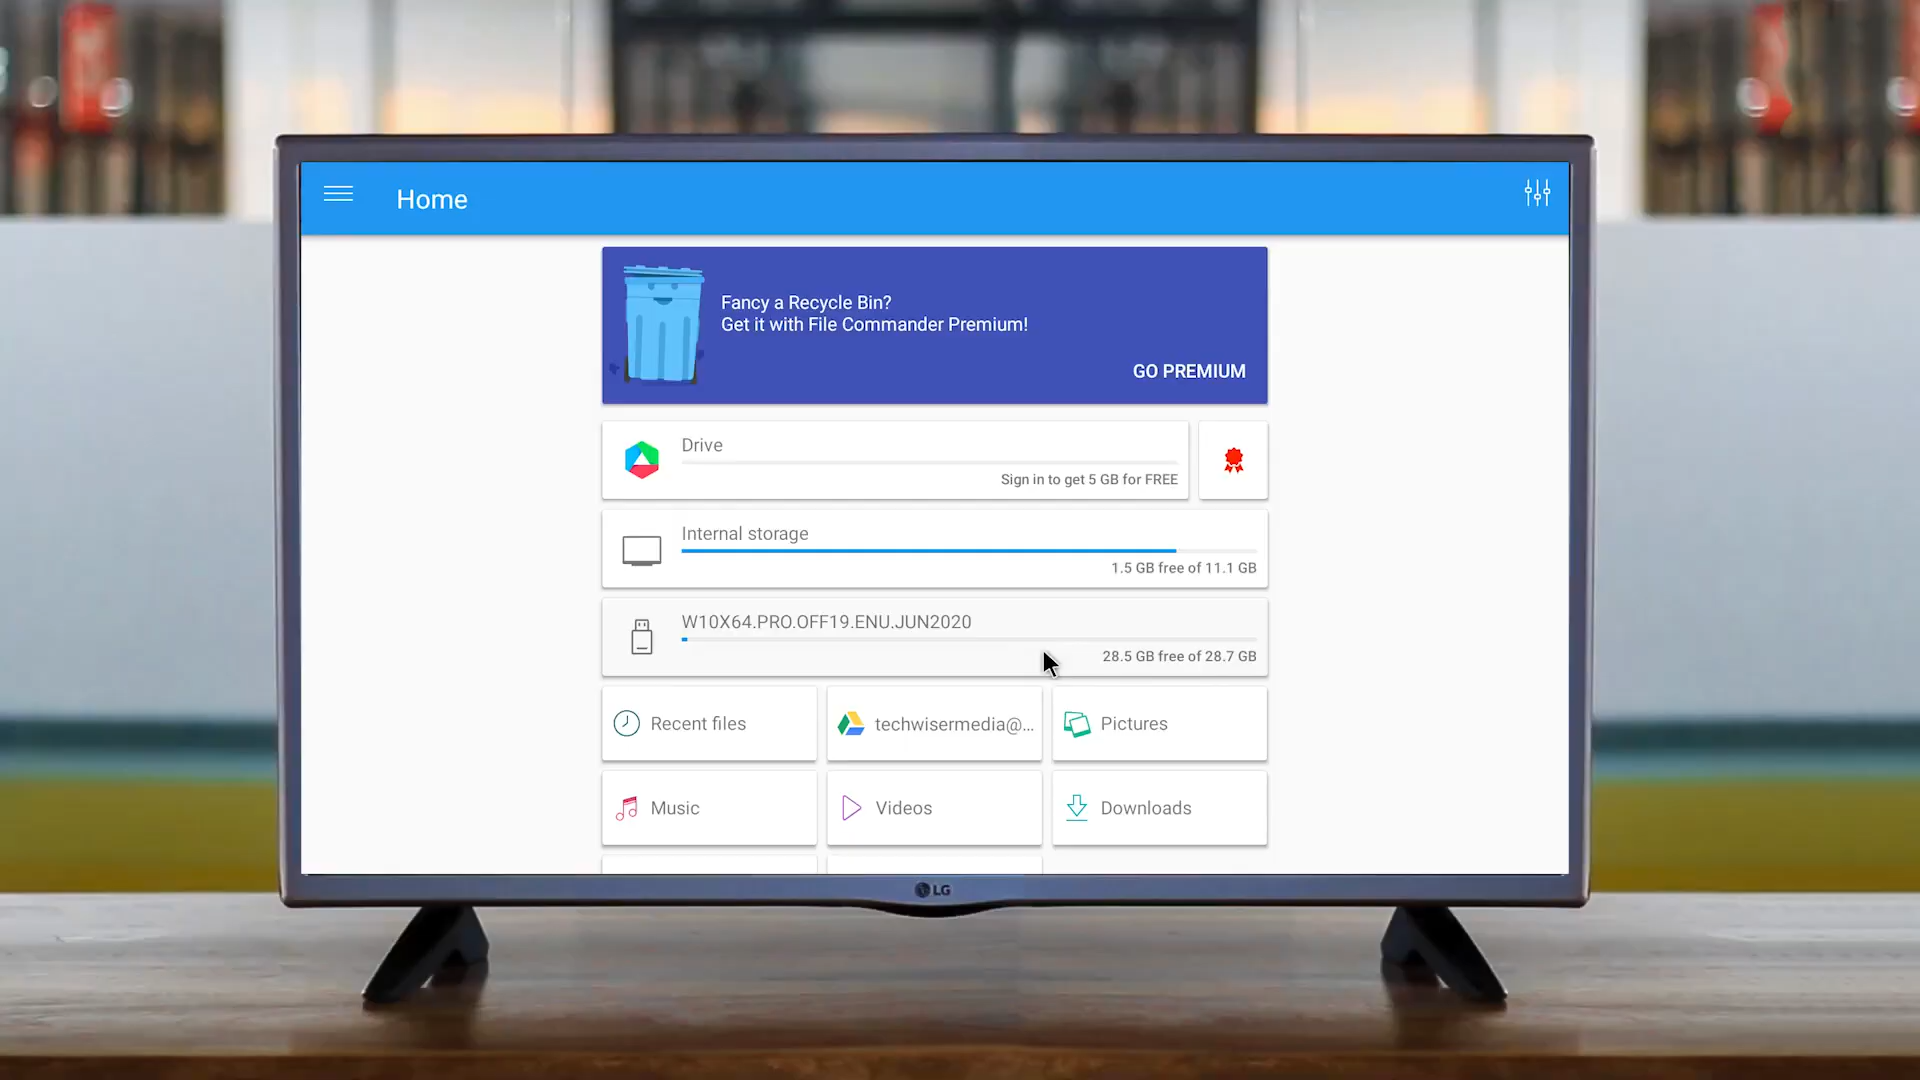 Home
Fancy a Recycle Bin?
Get it with File Commander Premium!
GO PREMIUM
Drive
Sign in to get 5 GB for FREE
Internal storage
1.5 GB free of 11.1 GB
W10X64.PRO.OFF19.ENU.JUN2020
28.5 GB free of 28.7 GB
Recent files
techwisermedia@...
Pictures
Music
Videos
Downloads
LG